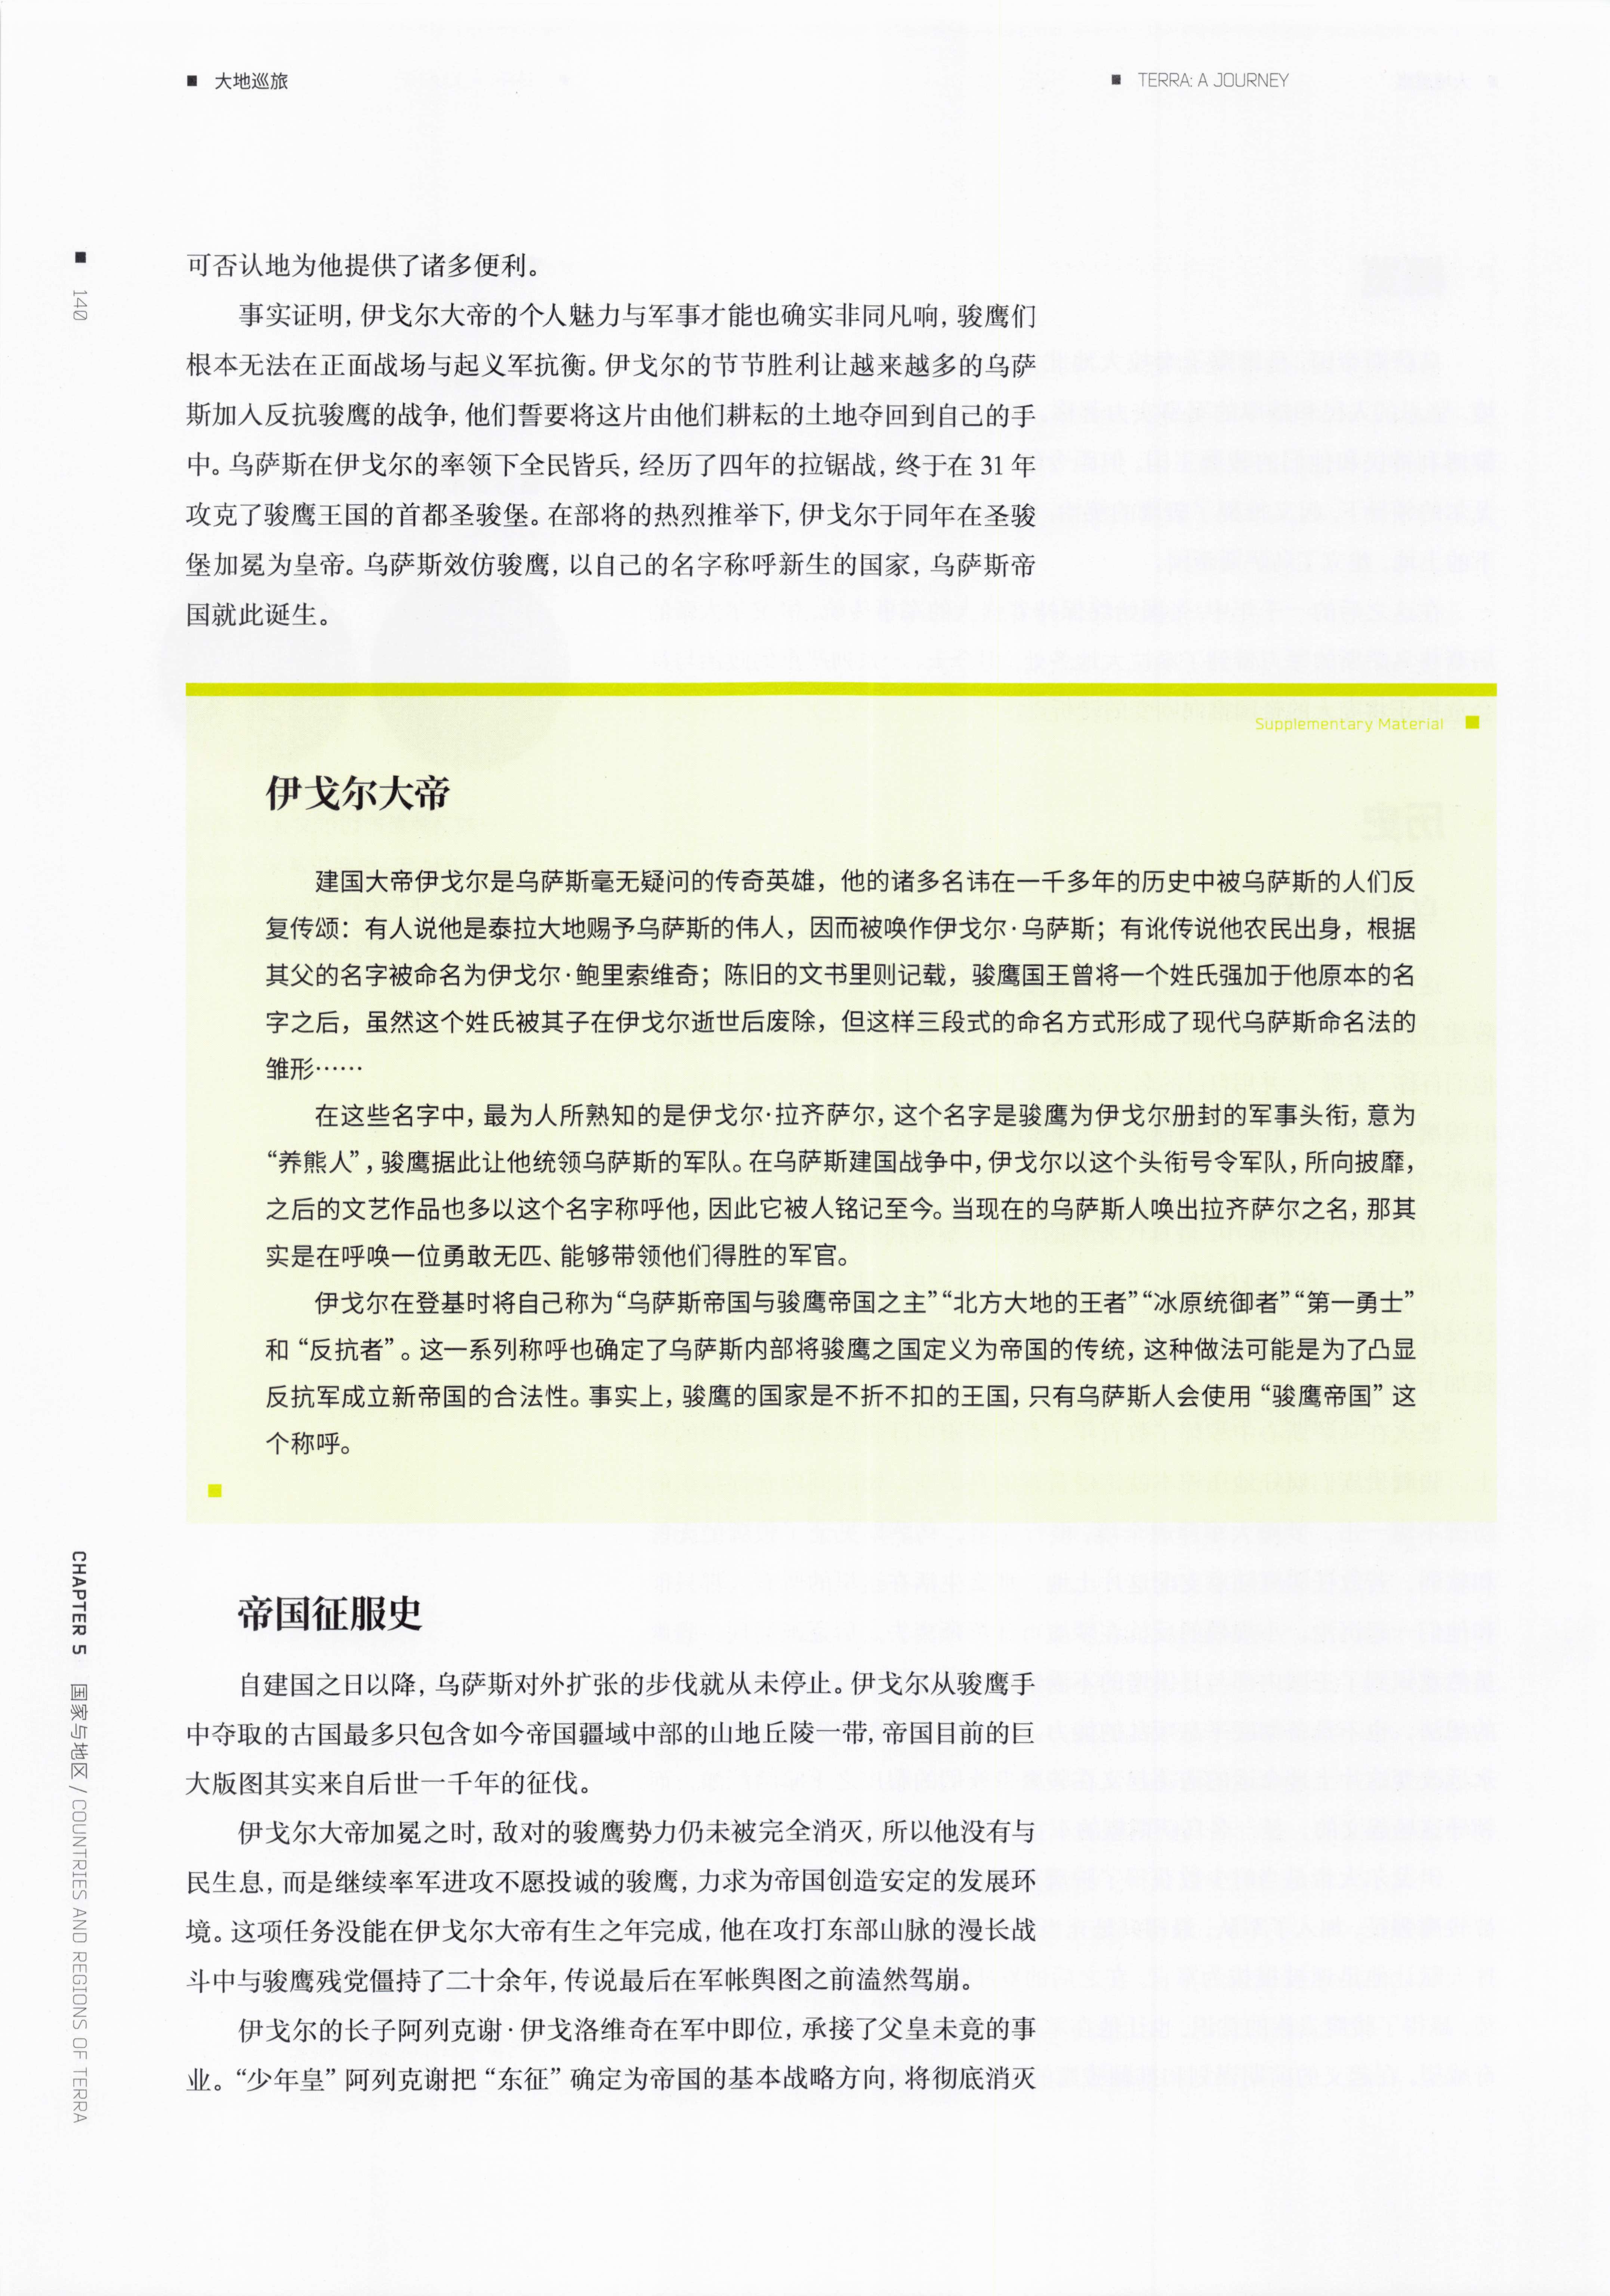 ■ 大地巡旅
■ TERRA: A JOURNEY
■ 140
可否认地为他提供了诸多便利。
事实证明，伊戈尔大帝的个人魅力与军事才能也确实非同凡响，骏鹰们
根本无法在正面战场与起义军抗衡。伊戈尔的节节胜利让越来越多的乌萨
斯加入反抗骏鹰的战争，他们誓要将这片由他们耕耘的土地夺回到自己的手
中。乌萨斯在伊戈尔的率领下全民皆兵，经历了四年的拉锯战，终于在 31 年
攻克了骏鹰王国的首都圣骏堡。在部将的热烈推举下，伊戈尔于同年在圣骏
堡加冕为皇帝。乌萨斯效仿骏鹰，以自己的名字称呼新生的国家，乌萨斯帝
国就此诞生。
Supplementary Material ■
伊戈尔大帝
建国大帝伊戈尔是乌萨斯毫无疑问的传奇英雄，他的诸多名讳在一千多年的历史中被乌萨斯的人们反
复传颂：有人说他是泰拉大地赐予乌萨斯的伟人，因而被唤作伊戈尔·乌萨斯；有讹传说他农民出身，根据
其父的名字被命名为伊戈尔·鲍里索维奇；陈旧的文书里则记载，骏鹰国王曾将一个姓氏强加于他原本的名
字之后，虽然这个姓氏被其子在伊戈尔逝世后废除，但这样三段式的命名方式形成了现代乌萨斯命名法的
雏形……
在这些名字中，最为人所熟知的是伊戈尔·拉齐萨尔，这个名字是骏鹰为伊戈尔册封的军事头衔，意为
“养熊人”，骏鹰据此让他统领乌萨斯的军队。在乌萨斯建国战争中，伊戈尔以这个头衔号令军队，所向披靡，
之后的文艺作品也多以这个名字称呼他，因此它被人铭记至今。当现在的乌萨斯人唤出拉齐萨尔之名，那其
实是在呼唤一位勇敢无匹、能够带领他们得胜的军官。
伊戈尔在登基时将自己称为“乌萨斯帝国与骏鹰帝国之主”“北方大地的王者”“冰原统御者”“第一勇士”
和“反抗者”。这一系列称呼也确定了乌萨斯内部将骏鹰之国定义为帝国的传统，这种做法可能是为了凸显
反抗军成立新帝国的合法性。事实上，骏鹰的国家是不折不扣的王国，只有乌萨斯人会使用“骏鹰帝国”这
个称呼。
帝国征服史
自建国之日以降，乌萨斯对外扩张的步伐就从未停止。伊戈尔从骏鹰手
中夺取的古国最多只包含如今帝国疆域中部的山地丘陵一带，帝国目前的巨
大版图其实来自后世一千年的征伐。
伊戈尔大帝加冕之时，敌对的骏鹰势力仍未被完全消灭，所以他没有与
民生息，而是继续率军进攻不愿投诚的骏鹰，力求为帝国创造安定的发展环
境。这项任务没能在伊戈尔大帝有生之年完成，他在攻打东部山脉的漫长战
斗中与骏鹰残党僵持了二十余年，传说最后在军帐舆图之前溘然驾崩。
伊戈尔的长子阿列克谢·伊戈洛维奇在军中即位，承接了父皇未竟的事
业。“少年皇”阿列克谢把“东征”确定为帝国的基本战略方向，将彻底消灭
CHAPTER 5 国家与地区 / COUNTRIES AND REGIONS OF TERRA